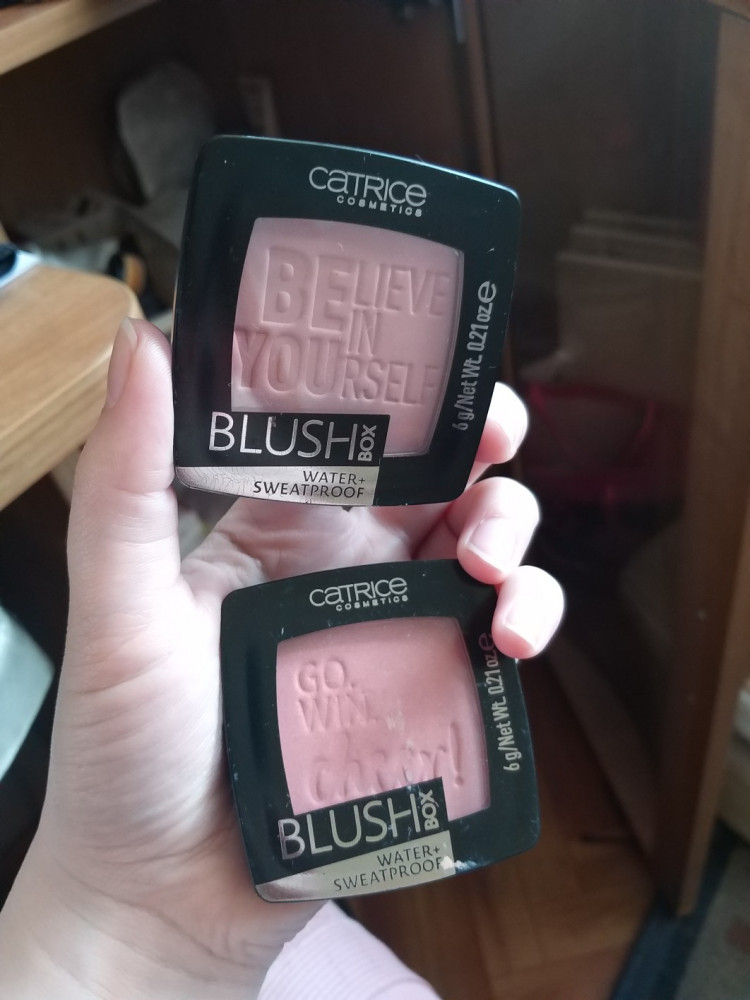 CATRICE
COSMETICS
BELIEVE
IN
YOURSELF
6 g/Net Wt. 0.21 oz e
BLUSH BOX
WATER+
SWEATPROOF
CATRICE
COSMETICS
GO.
WIN.
cheer!
6 g/Net Wt. 0.21 oz e
BLUSH BOX
WATER+
SWEATPROOF